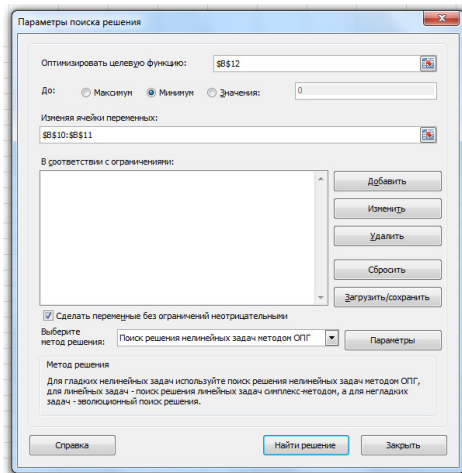 Параметры поиска решения
Оптимизировать целевую функцию: $B$12
До: Максимум Минимум Значения: 0
Изменяя ячейки переменных:
$B$10:$B$11
В соответствии с ограничениями:
Добавить
Изменить
Удалить
Сбросить
Загрузить/сохранить
Сделать переменные без ограничений неотрицательными
Выберите
метод решения: Поиск решения нелинейных задач методом ОПГ Параметры
Метод решения
Для гладких нелинейных задач используйте поиск решения нелинейных задач методом ОПГ,
для линейных задач - поиск решения линейных задач симплекс-методом, а для негладких
задач - эволюционный поиск решения.
Справка Найти решение Закрыть